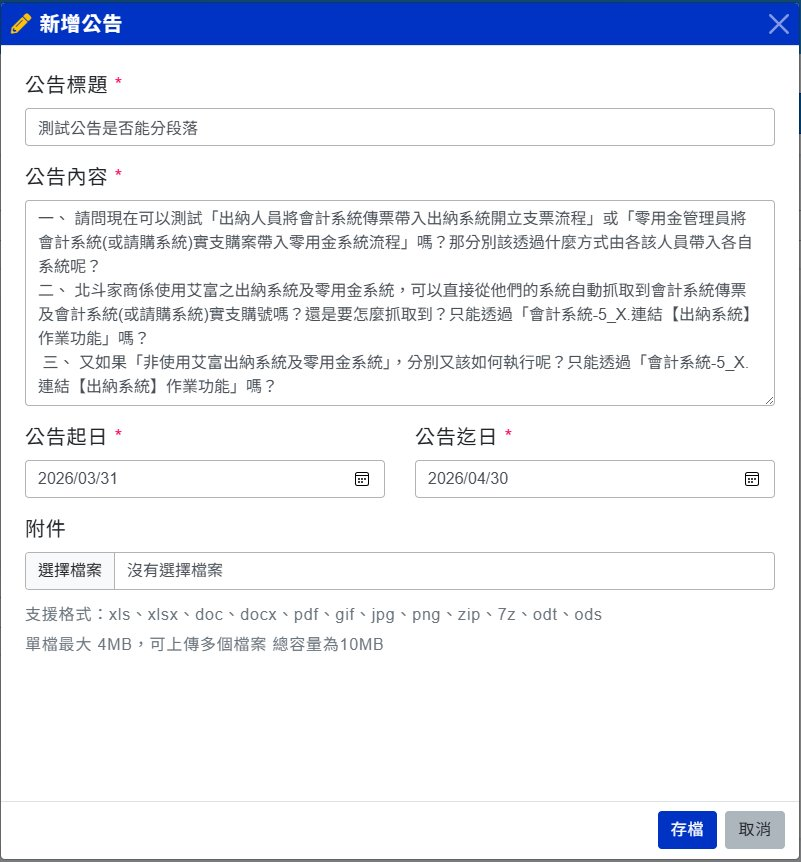 新增公告
公告標題 *
測試公告是否能分段落
公告內容 *
一、 請問現在可以測試「出納人員將會計系統傳票帶入出納系統開立支票流程」或「零用金管理員將
會計系統(或請購系統)實支購案帶入零用金系統流程」嗎？那分別該透過什麼方式由各該人員帶入各自
系統呢？
二、 北斗家商係使用艾富之出納系統及零用金系統，可以直接從他們的系統自動抓取到會計系統傳票
及會計系統(或請購系統)實支購號嗎？還是要怎麼抓取到？只能透過「會計系統-5_X.連結【出納系統】
作業功能」嗎？
三、 又如果「非使用艾富出納系統及零用金系統」，分別又該如何執行呢？只能透過「會計系統-5_X.
連結【出納系統】作業功能」嗎？
公告起日 * 公告迄日 *
2026/03/31 2026/04/30
附件
選擇檔案 沒有選擇檔案
支援格式：xls、xlsx、doc、docx、pdf、gif、jpg、png、zip、7z、odt、ods
單檔最大 4MB，可上傳多個檔案 總容量為10MB
存檔 取消